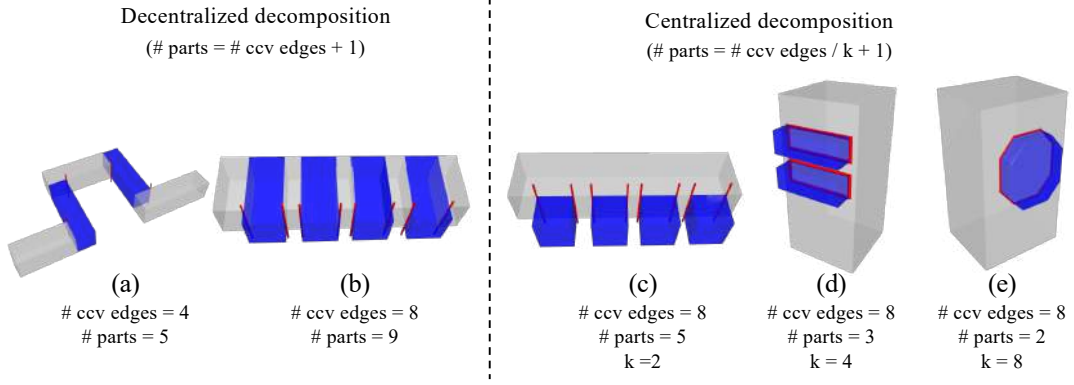 Decentralized decomposition
(# parts = # ccv edges + 1)
(a)
# ccv edges = 4
# parts = 5
(b)
# ccv edges = 8
# parts = 9
Centralized decomposition
(# parts = # ccv edges / k + 1)
(c)
# ccv edges = 8
# parts = 5
k =2
(d)
# ccv edges = 8
# parts = 3
k = 4
(e)
# ccv edges = 8
# parts = 2
k = 8